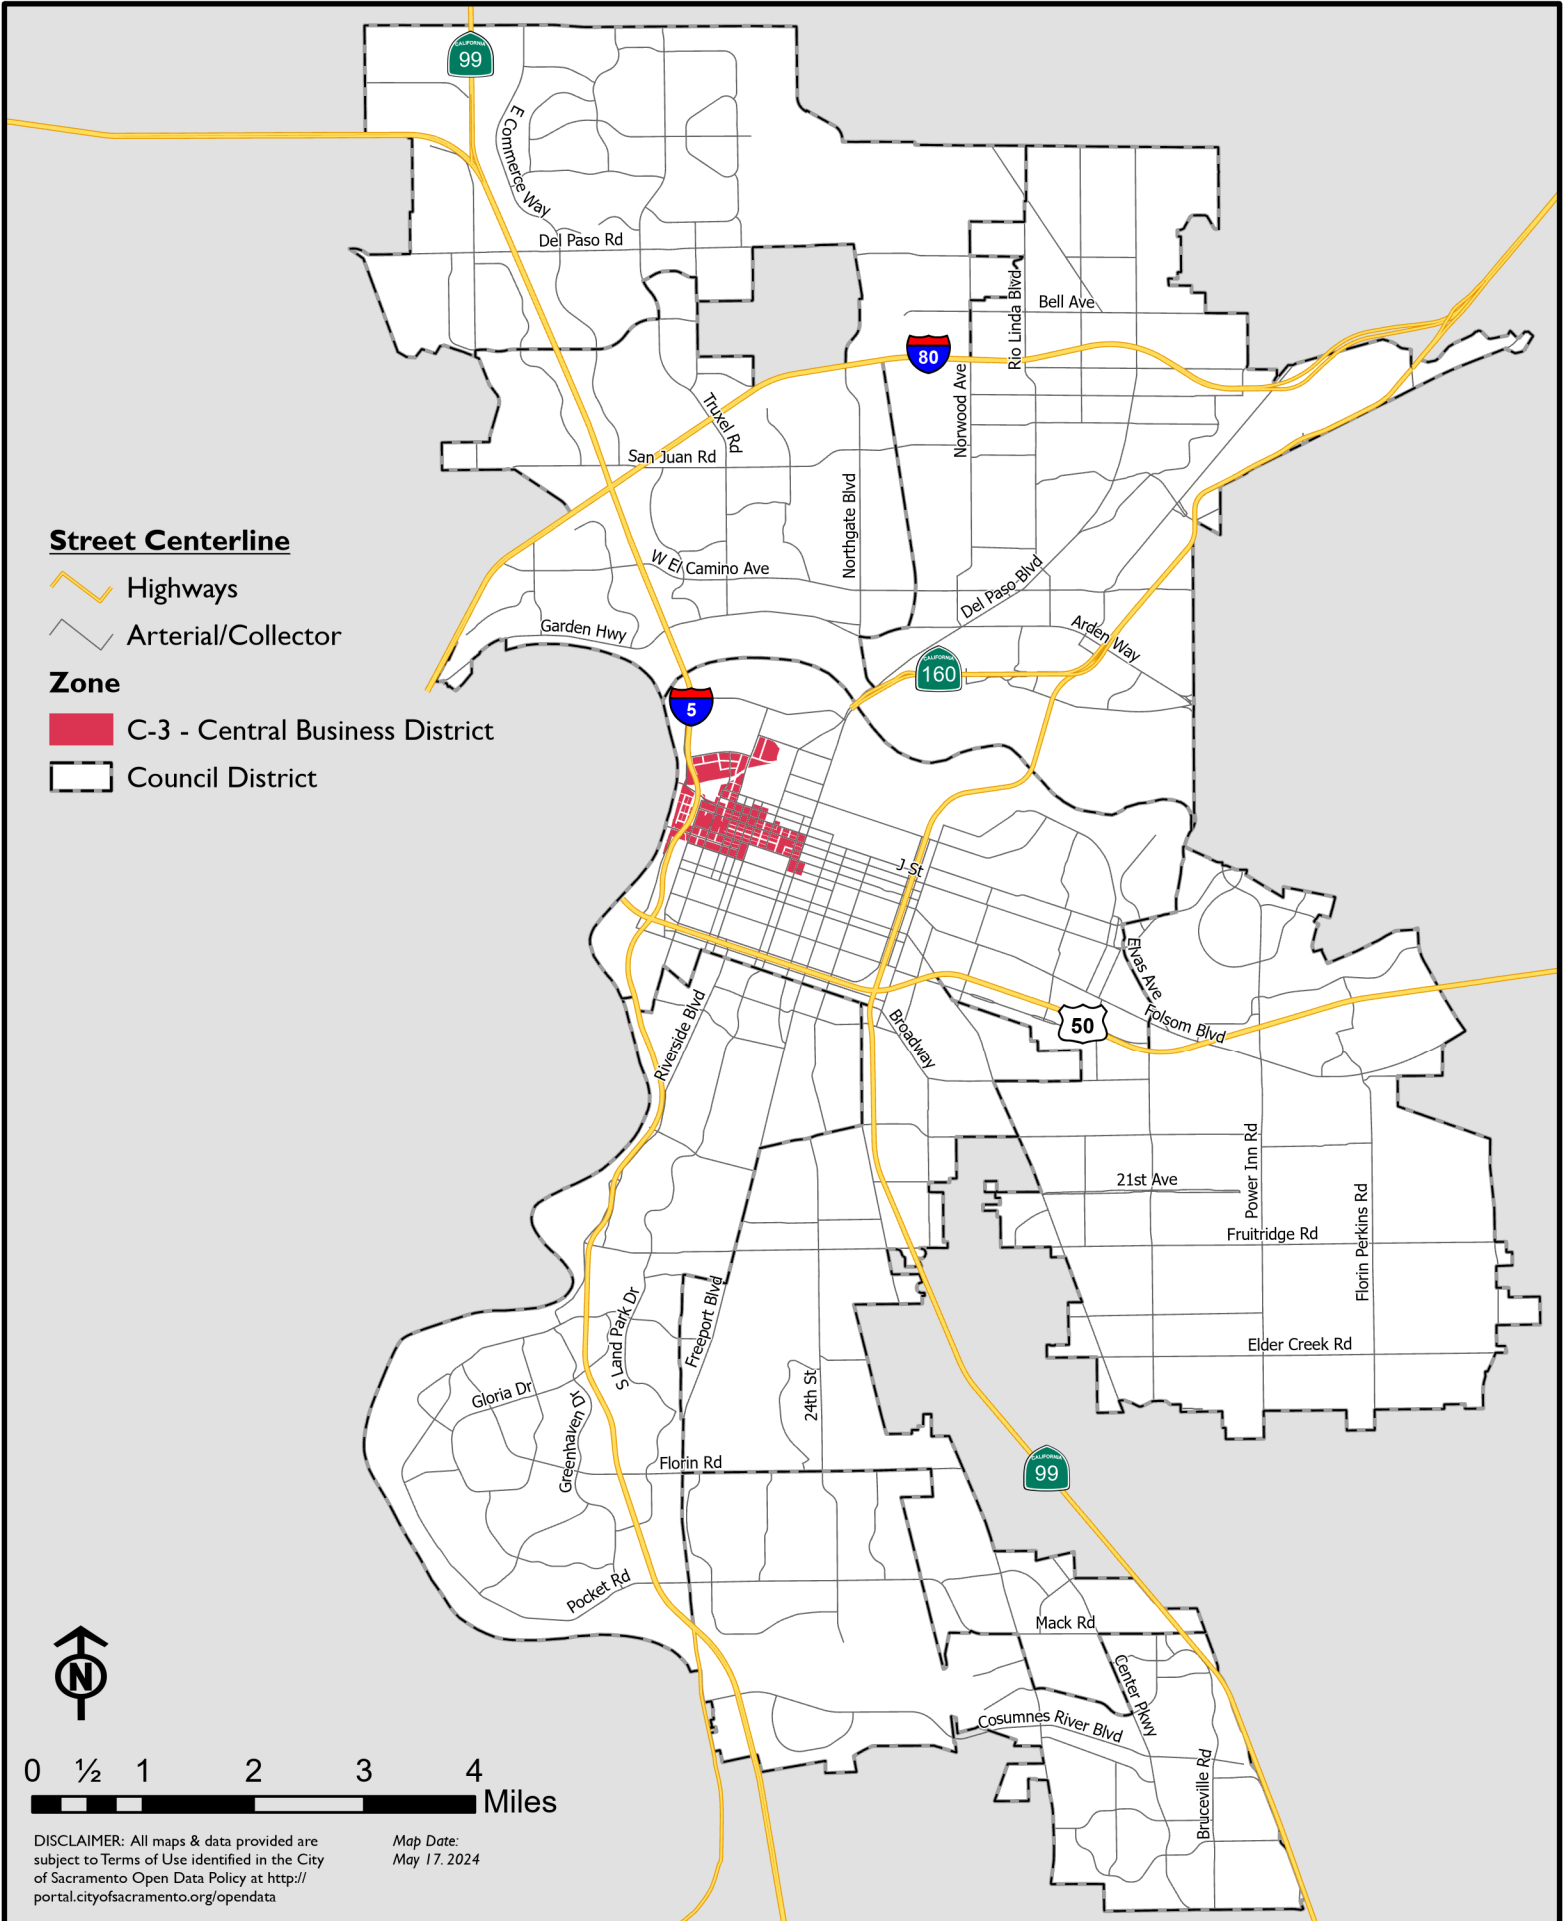 CALIFORNIA
99
E Commerce Way
Del Paso Rd
Rio Linda Blvd
Bell Ave
80
Norwood Ave
Truxel Rd
San Juan Rd
Northgate Blvd
Street Centerline
Highways
Arterial/Collector
Zone
C-3 - Central Business District
Council District
W El Camino Ave
Del Paso Blvd
Garden Hwy
Arden Way
CALIFORNIA
160
5
J St
Elvas Ave
Folsom Blvd
50
Broadway
Riverside Blvd
Power Inn Rd
21st Ave
Florin Perkins Rd
Fruitridge Rd
Elder Creek Rd
S Land Park Dr
Freeport Blvd
24th St
Gloria Dr
Greenhaven Dr
Florin Rd
CALIFORNIA
99
Pocket Rd
Mack Rd
Center Pkwy
Cosumnes River Blvd
Bruceville Rd
N
0 ½ 1 2 3 4
Miles
DISCLAIMER: All maps & data provided are
subject to Terms of Use identified in the City
of Sacramento Open Data Policy at http://
portal.cityofsacramento.org/opendata
Map Date:
May 17. 2024